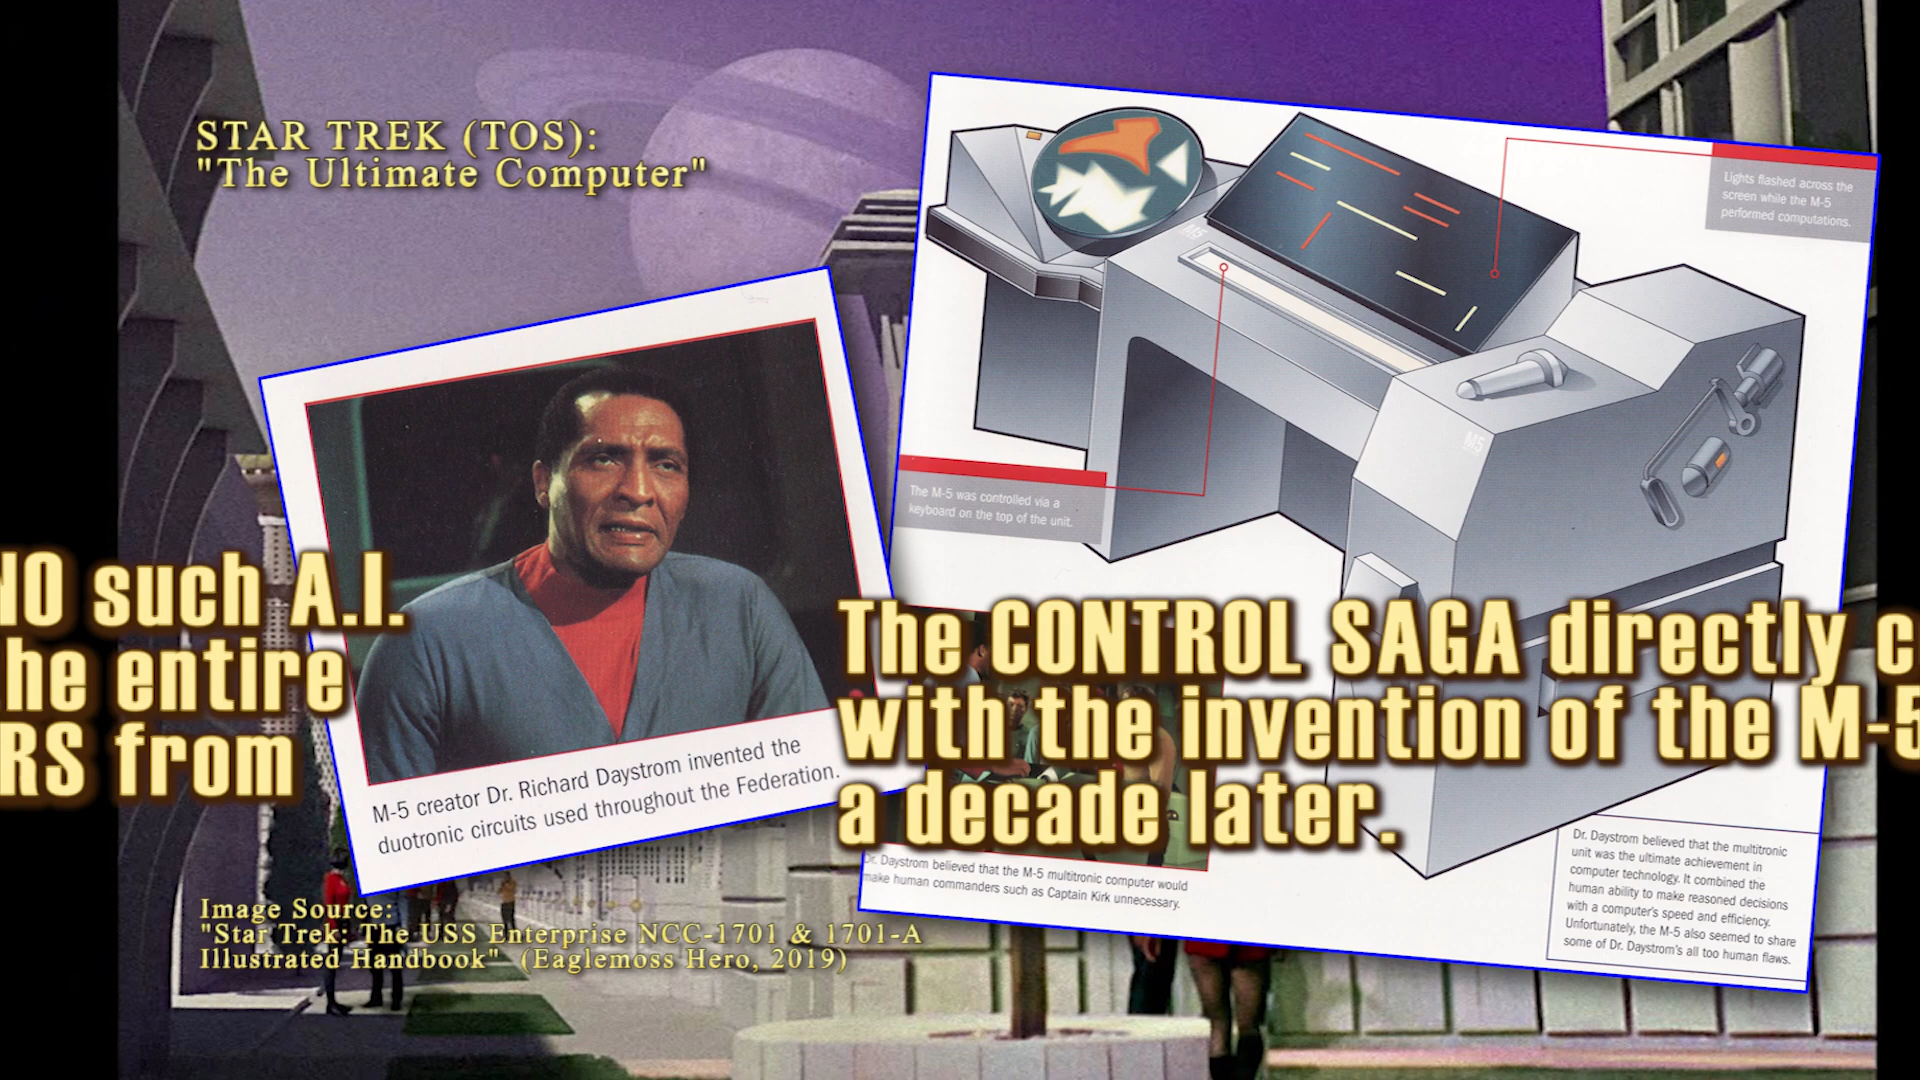 STAR TREK (TOS):
"The Ultimate Computer"
Lights flashed across the
screen while the M-5
performed computations.
M5
M5
The M-5 was controlled via a
keyboard on the top of the unit.
NO such A.I.
he entire
RS from
The CONTROL SAGA directly c
with the invention of the M-5
a decade later.
M-5 creator Dr. Richard Daystrom invented the
duotronic circuits used throughout the Federation.
Dr. Daystrom believed that the M-5 multitronic computer would
make human commanders such as Captain Kirk unnecessary.
Dr. Daystrom believed that the multitronic
unit was the ultimate achievement in
computer technology. It combined the
human ability to make reasoned decisions
with a computer's speed and efficiency.
Unfortunately, the M-5 also seemed to share
some of Dr. Daystrom's all too human flaws.
Image Source:
"Star Trek: The USS Enterprise NCC-1701 & 1701-A
Illustrated Handbook" (Eaglemoss Hero, 2019)